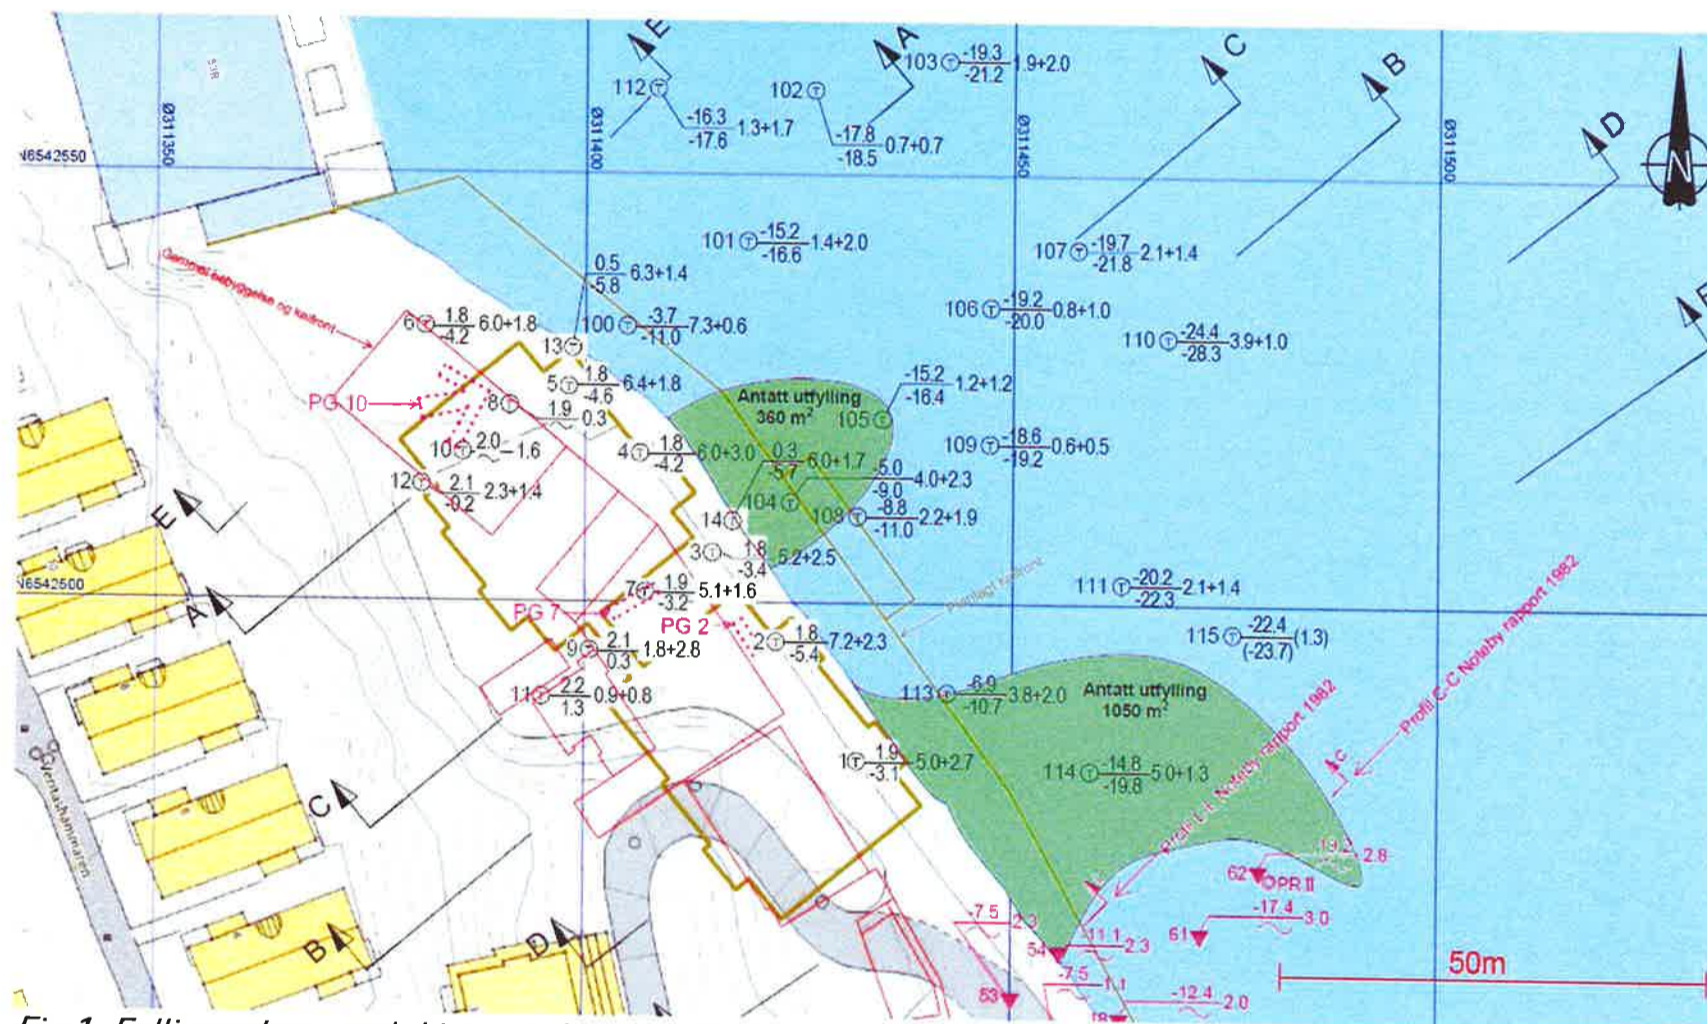 53R
E
A
C
B
D
N
Ø311350
Ø311400
Ø311450
Ø311500
N6542550
103 -19.3 -21.2 1.9+2.0
112 -16.3 -17.6 1.3+1.7
102 -17.8 -18.5 0.7+0.7
101 -15.2 -16.6 1.4+2.0
107 -19.7 -21.8 2.1+1.4
Gammel bebyggelse og kaifront
0.5 -5.8 6.3+1.4
13
106 -19.2 -20.0 0.8+1.0
6 1.8 -4.2 6.0+1.8
100 -3.7 -11.0 7.3+0.6
110 -24.4 -28.3 3.9+1.0
5 1.8 -4.6 6.4+1.8
105 -15.2 -16.4 1.2+1.2
Antatt utfylling
360 m²
PG 10
8 1.9 0.3
10 2.0 1.6
4 1.8 -4.2 6.0+3.0
109 -18.6 -19.2 0.6+0.5
14 0.3 -5.7 6.0+1.7
12 2.1 -0.2 2.3+1.4
104 -5.0 -9.0 4.0+2.3
108 -8.8 -11.0 2.2+1.9
E
3 1.8 -3.4 5.2+2.5
N6542500
A
7 1.9 -3.2 5.1+1.6
Planlagt kaifront
111 -20.2 -22.3 2.1+1.4
PG 7
PG 2
2 1.8 -5.4 7.2+2.3
115 -22.4 (-23.7) (1.3)
9 2.1 0.3 1.8+2.8
11 2.2 1.3 0.9+0.8
113 -6.9 -10.7 3.8+2.0
Antatt utfylling
1050 m²
Profil C-C Noteby rapport 1982
1 1.9 -3.1 5.0+2.7
114 -14.8 -19.8 5.0+1.3
C
C
Noteby rapport 1982
Sventashammaren
62 -19.2 2.8
PR II
61 -17.4 3.0
B
D
-7.5 2.3
54 -11.1 2.3
53
-7.5 1.1
-12.4 2.0
50m